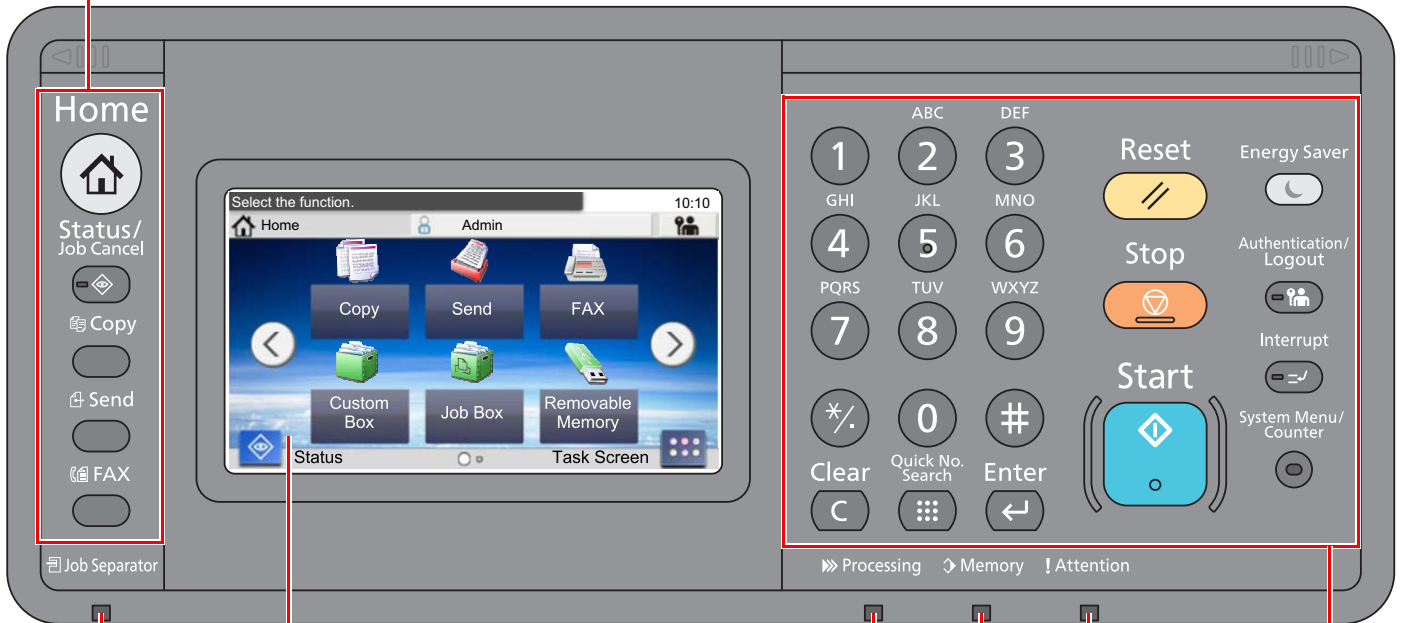 Home
Status/
Job Cancel
Copy
Send
FAX
Job Separator
Select the function.
10:10
Home
Admin
Copy
Send
FAX
Custom
Box
Job Box
Removable
Memory
Status
Task Screen
ABC
DEF
1
2
3
GHI
JKL
MNO
4
5
6
PQRS
TUV
WXYZ
7
8
9
*/.
0
#
Clear
Quick No.
Search
Enter
C
Reset
Stop
Start
Energy Saver
Authentication/
Logout
Interrupt
System Menu/
Counter
Processing
Memory
! Attention